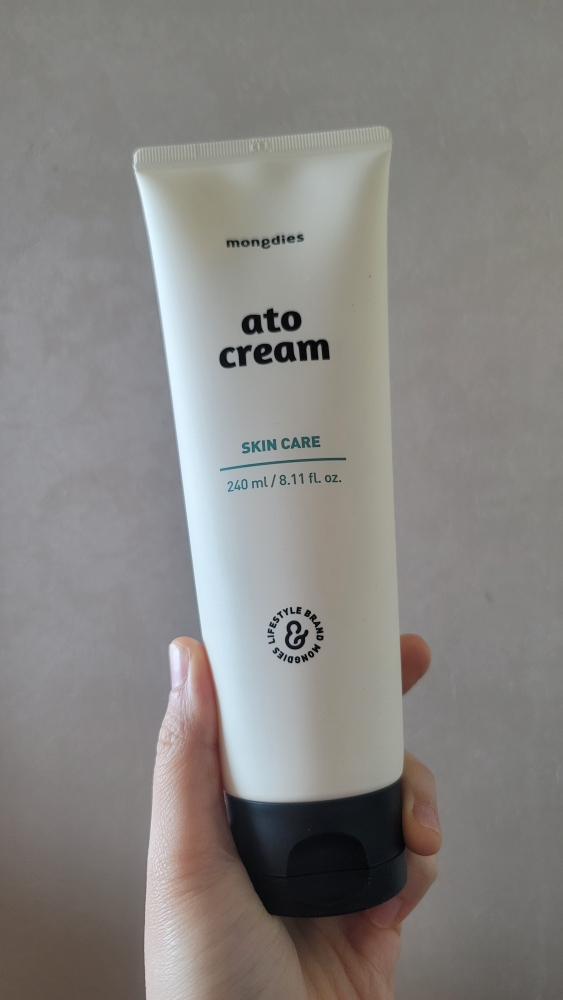 mongdies
ato
cream
SKIN CARE
240 ml / 8.11 fl. oz.
LIFESTYLE BRAND MONGDIES
&